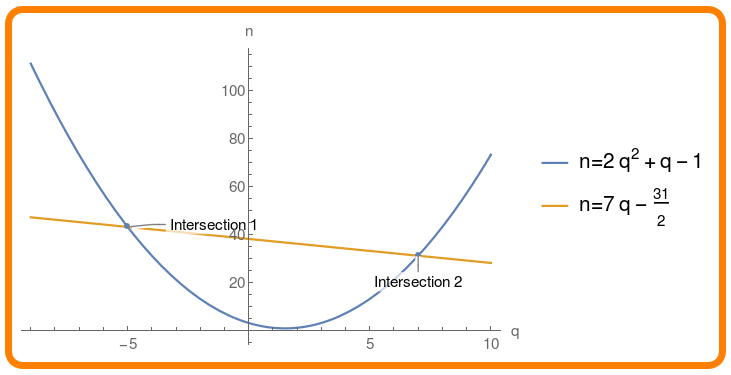 n
100
80
60
40
20
-5
5
10
q
Intersection 1
Intersection 2
n=2 q² + q - 1
n=7 q - 31/2